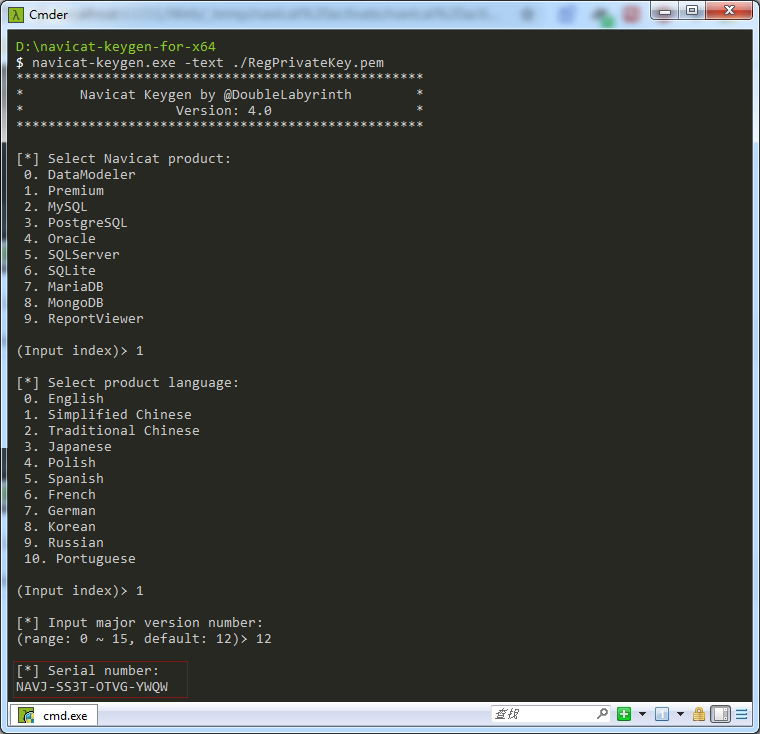 Cmder
D:\navicat-keygen-for-x64
$ navicat-keygen.exe -text ./RegPrivateKey.pem
***************************************************
*       Navicat Keygen by @DoubleLabyrinth        *
*                   Version: 4.0                  *
***************************************************
[*] Select Navicat product:
0. DataModeler
1. Premium
2. MySQL
3. PostgreSQL
4. Oracle
5. SQLServer
6. SQLite
7. MariaDB
8. MongoDB
9. ReportViewer
(Input index)> 1
[*] Select product language:
0. English
1. Simplified Chinese
2. Traditional Chinese
3. Japanese
4. Polish
5. Spanish
6. French
7. German
8. Korean
9. Russian
10. Portuguese
(Input index)> 1
[*] Input major version number:
(range: 0 ~ 15, default: 12)> 12
[*] Serial number:
NAVJ-SS3T-OTVG-YWQW
cmd.exe
查找